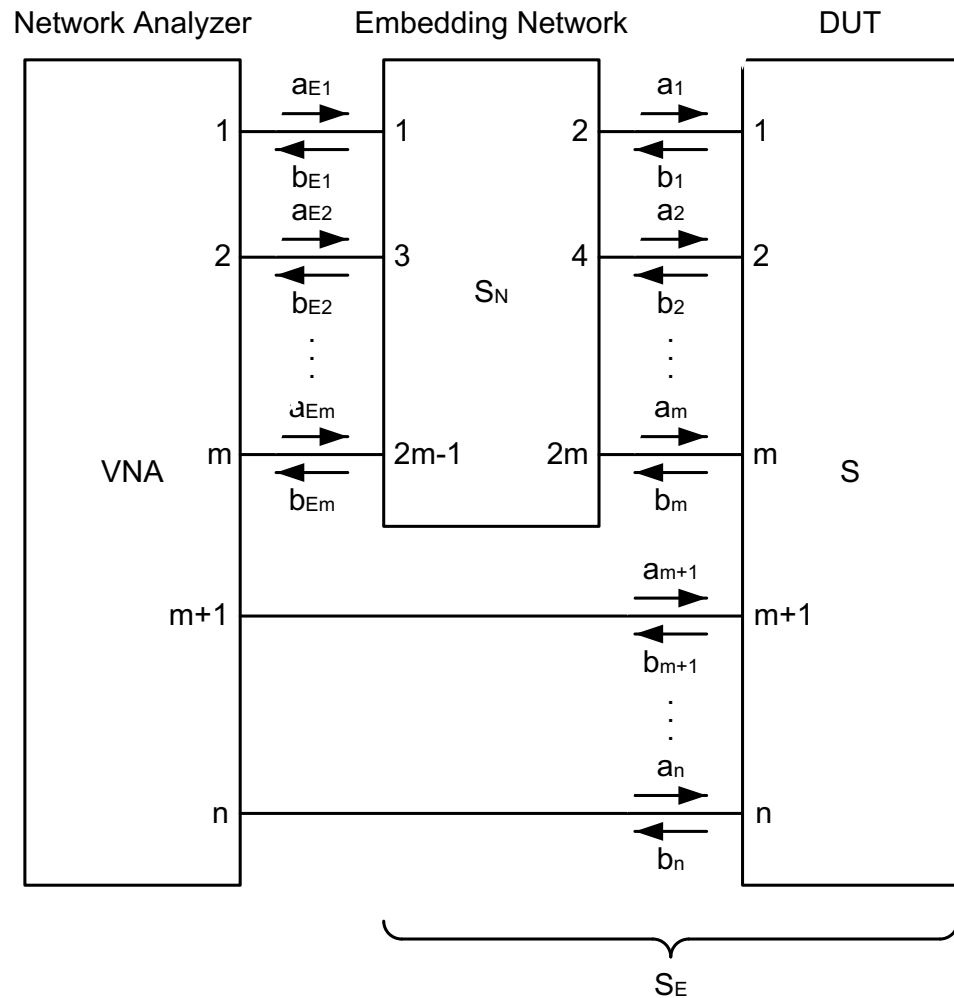 Network Analyzer Embedding Network DUT
aE1 a1
1 1 2 1
bE1 b1
aE2 a2
2 3 4 2
bE2 b2
SN
aEm am
m 2m-1 2m m
VNA S
bEm bm
am+1
m+1 m+1
bm+1
an
n n
bn
SE